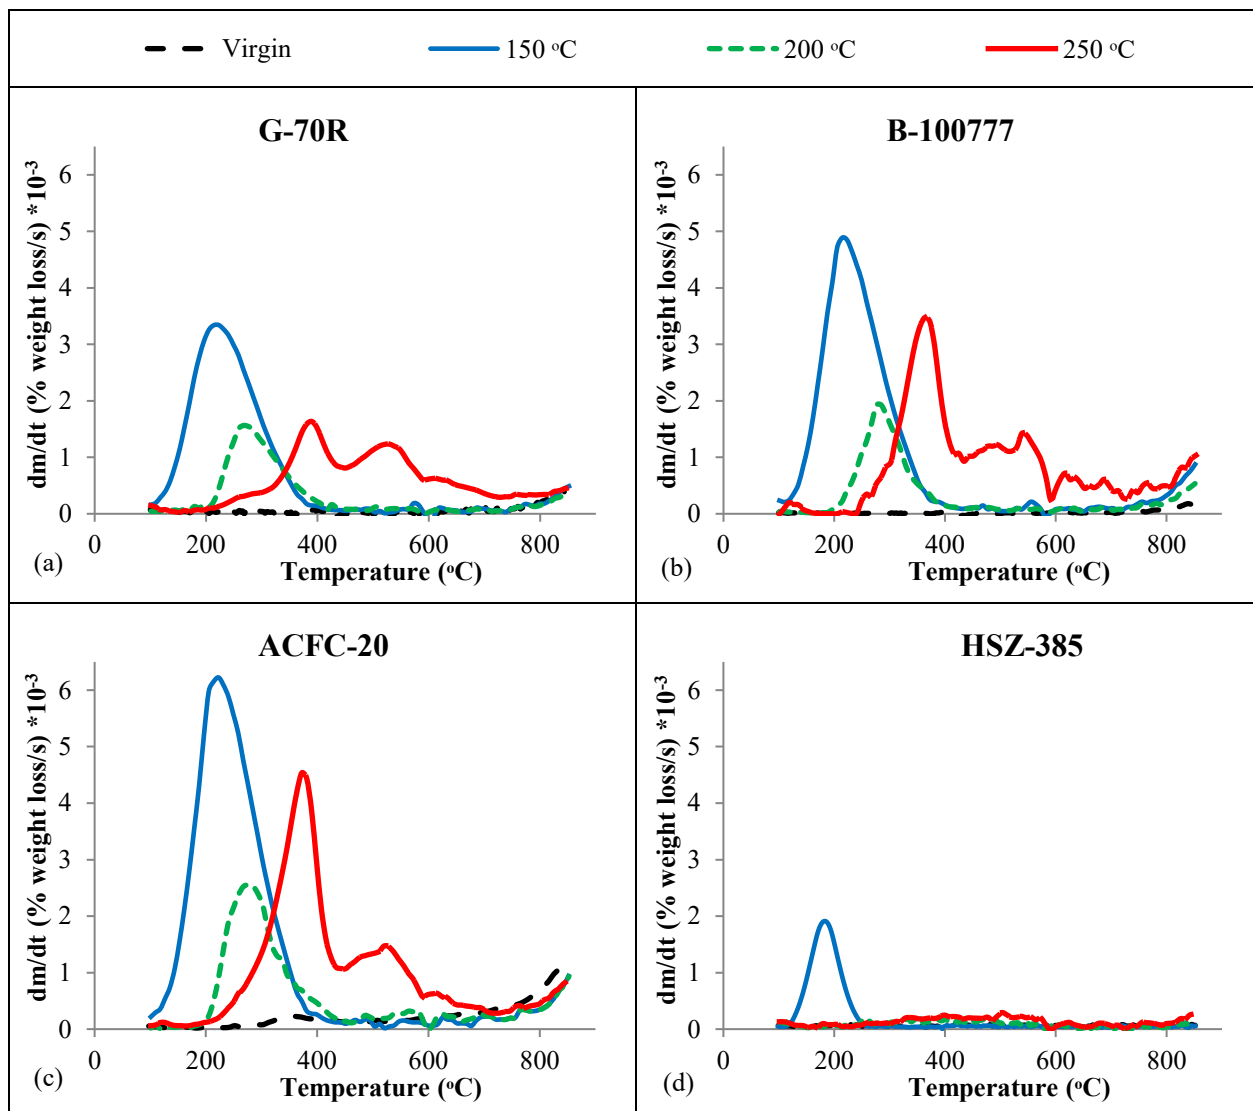 Virgin 150 °C 200 °C 250 °C
G-70R
dm/dt (% weight loss/s) *10⁻³
6
5
4
3
2
1
0
0 200 400 600 800
Temperature (°C)
(a)
B-100777
dm/dt (% weight loss/s) *10⁻³
6
5
4
3
2
1
0
0 200 400 600 800
Temperature (°C)
(b)
ACFC-20
dm/dt (% weight loss/s) *10⁻³
6
5
4
3
2
1
0
0 200 400 600 800
Temperature (°C)
(c)
HSZ-385
dm/dt (% weight loss/s) *10⁻³
6
5
4
3
2
1
0
0 200 400 600 800
Temperature (°C)
(d)